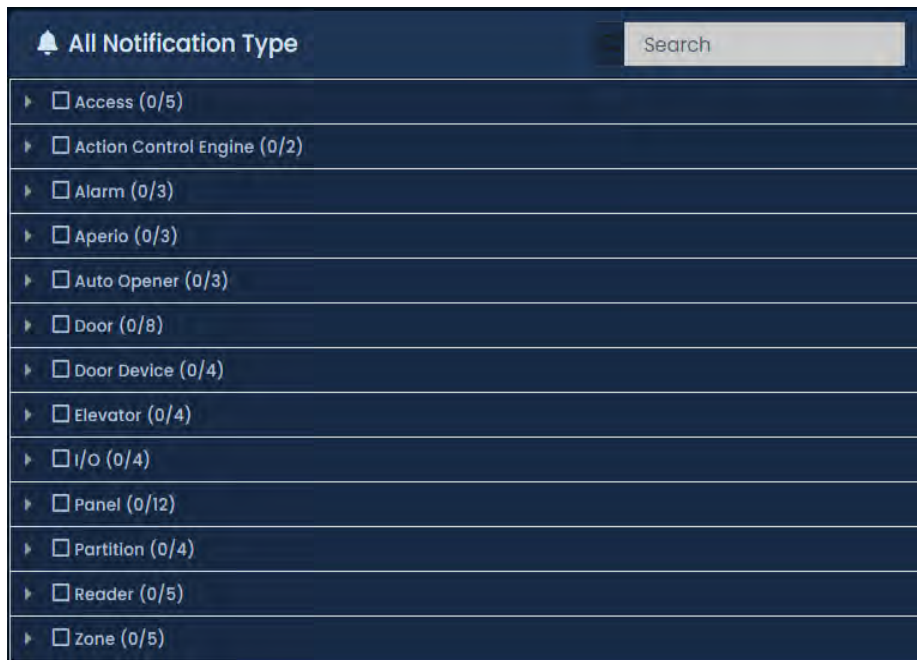 All Notification Type
Search
Access (0/5)
Action Control Engine (0/2)
Alarm (0/3)
Aperio (0/3)
Auto Opener (0/3)
Door (0/8)
Door Device (0/4)
Elevator (0/4)
I/O (0/4)
Panel (0/12)
Partition (0/4)
Reader (0/5)
Zone (0/5)